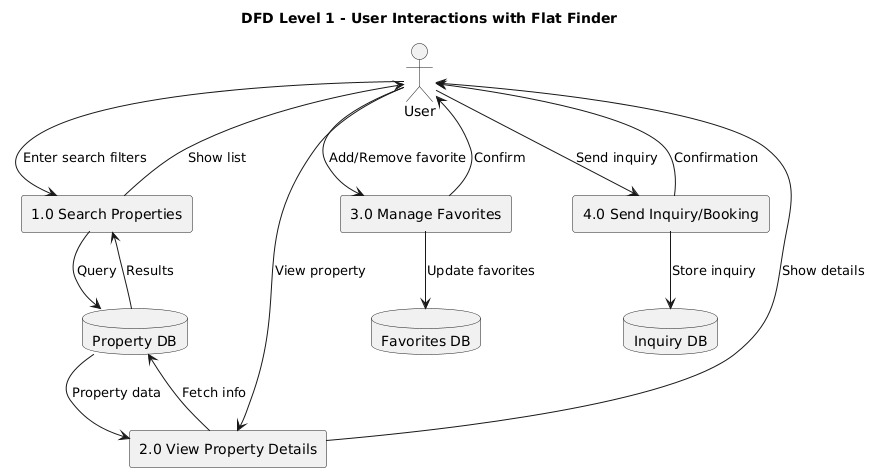 DFD Level 1 - User Interactions with Flat Finder
User
Enter search filters
Show list
Add/Remove favorite
Confirm
Send inquiry
Confirmation
1.0 Search Properties
3.0 Manage Favorites
4.0 Send Inquiry/Booking
Query
Results
View property
Update favorites
Store inquiry
Show details
Property DB
Favorites DB
Inquiry DB
Property data
Fetch info
2.0 View Property Details